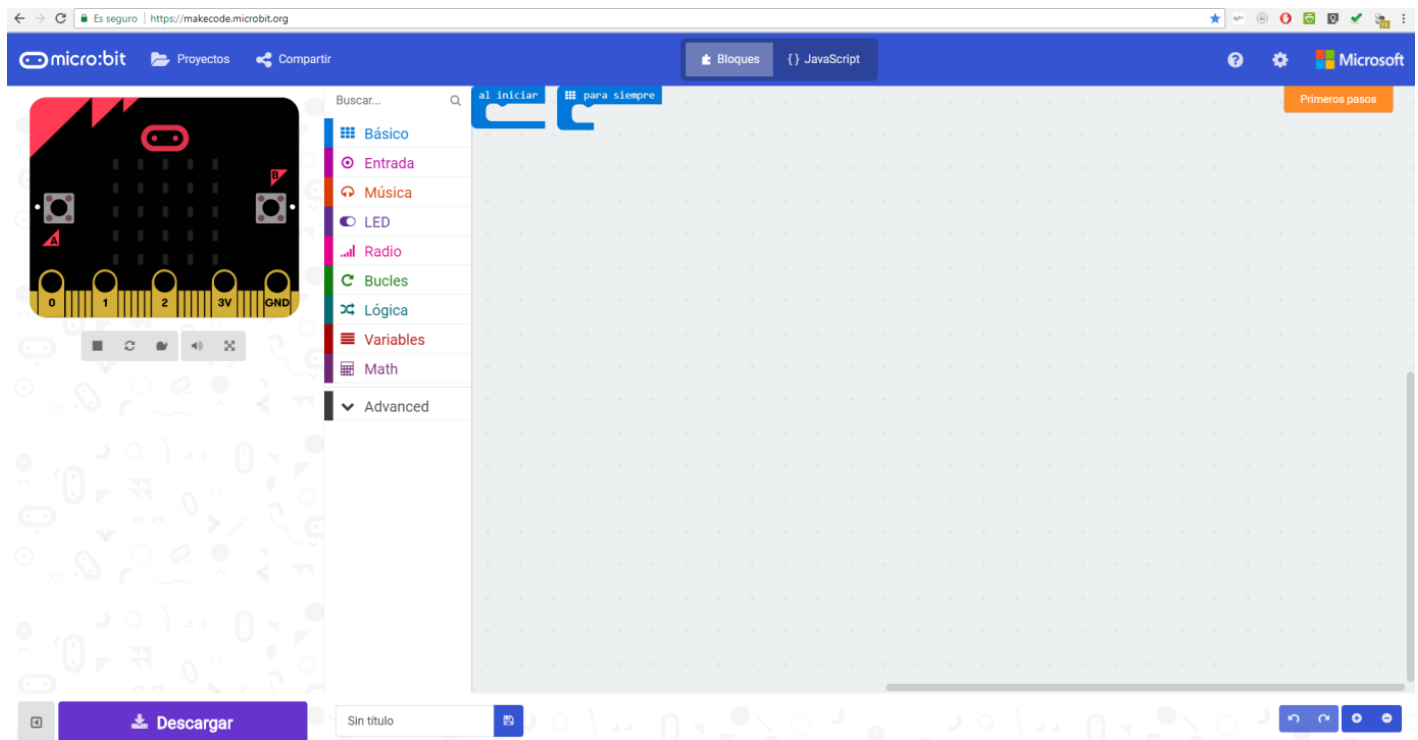 Es seguro | https://makecode.microbit.org
micro:bit Proyectos Compartir Bloques {} JavaScript Microsoft
Buscar...
al iniciar
para siempre
Primeros pasos
Básico
Entrada
Música
LED
Radio
Bucles
Lógica
Variables
Math
Advanced
B
A
0 1 2 3V GND
Descargar
Sin título